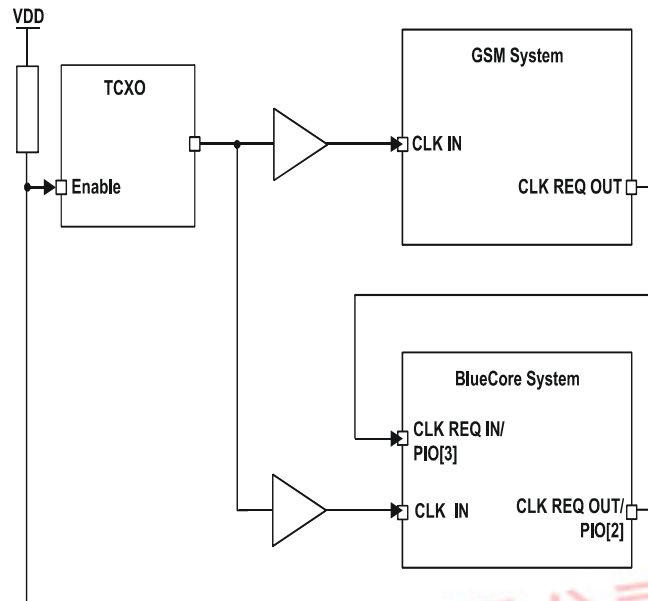 VDD
TCXO
Enable
GSM System
CLK IN
CLK REQ OUT
BlueCore System
CLK REQ IN/
PIO[3]
CLK IN
CLK REQ OUT/
PIO[2]